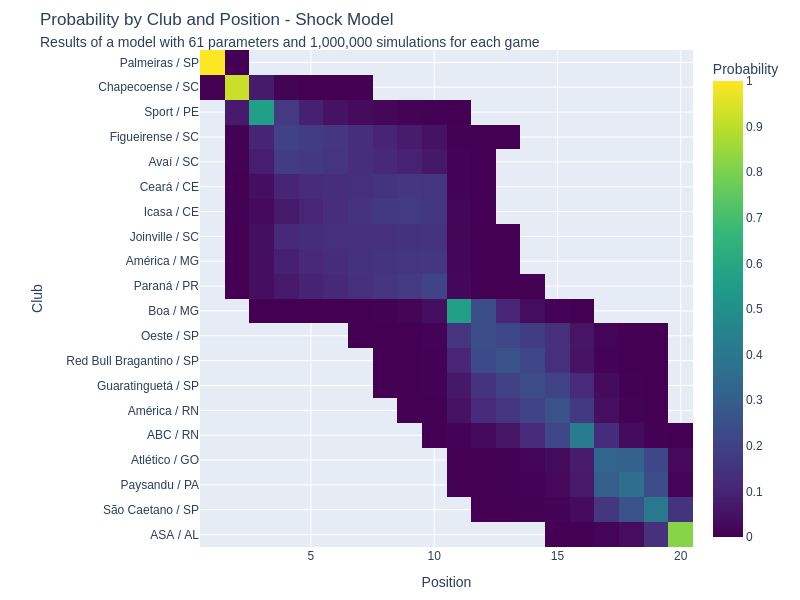 Probability by Club and Position - Shock Model
Results of a model with 61 parameters and 1,000,000 simulations for each game
Probability
Club
Palmeiras / SP
Chapecoense / SC
Sport / PE
Figueirense / SC
Avaí / SC
Ceará / CE
Icasa / CE
Joinville / SC
América / MG
Paraná / PR
Boa / MG
Oeste / SP
Red Bull Bragantino / SP
Guaratinguetá / SP
América / RN
ABC / RN
Atlético / GO
Paysandu / PA
São Caetano / SP
ASA / AL
5 10 15 20
Position
1
0.9
0.8
0.7
0.6
0.5
0.4
0.3
0.2
0.1
0